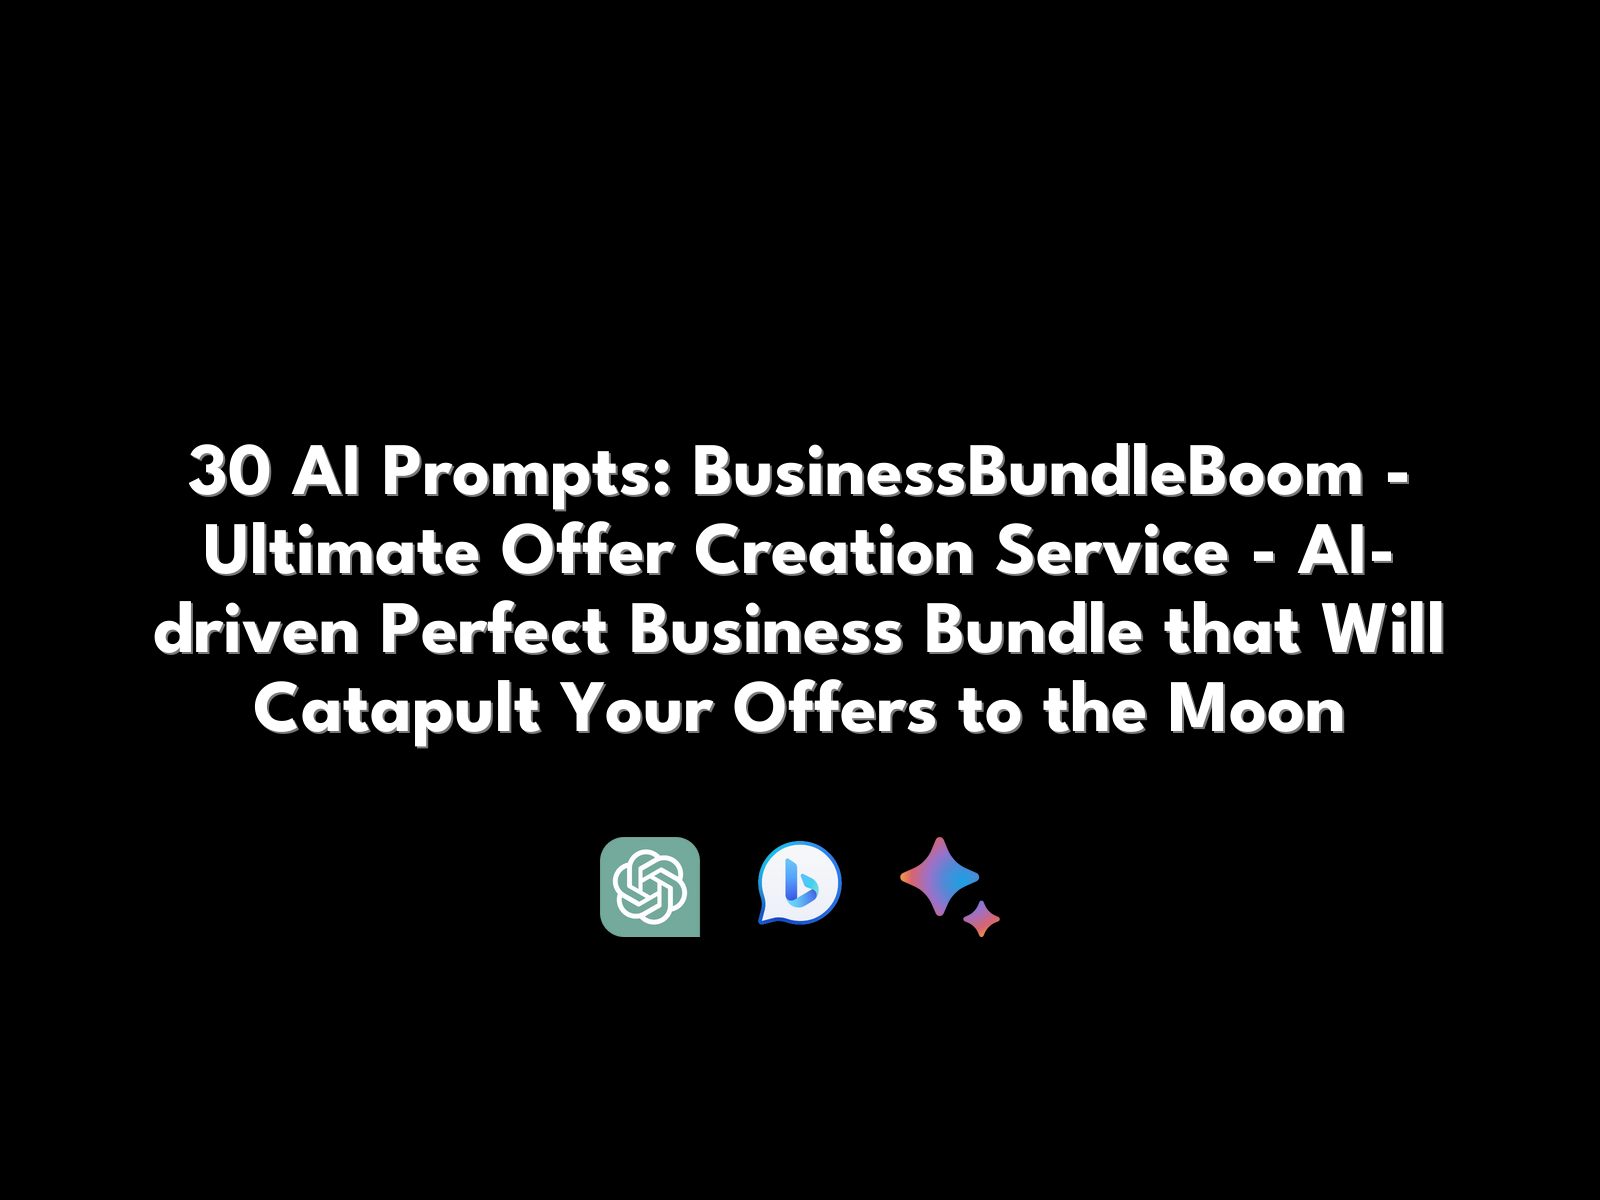 30 AI Prompts: BusinessBundleBoom -
Ultimate Offer Creation Service - AI-
driven Perfect Business Bundle that Will
Catapult Your Offers to the Moon